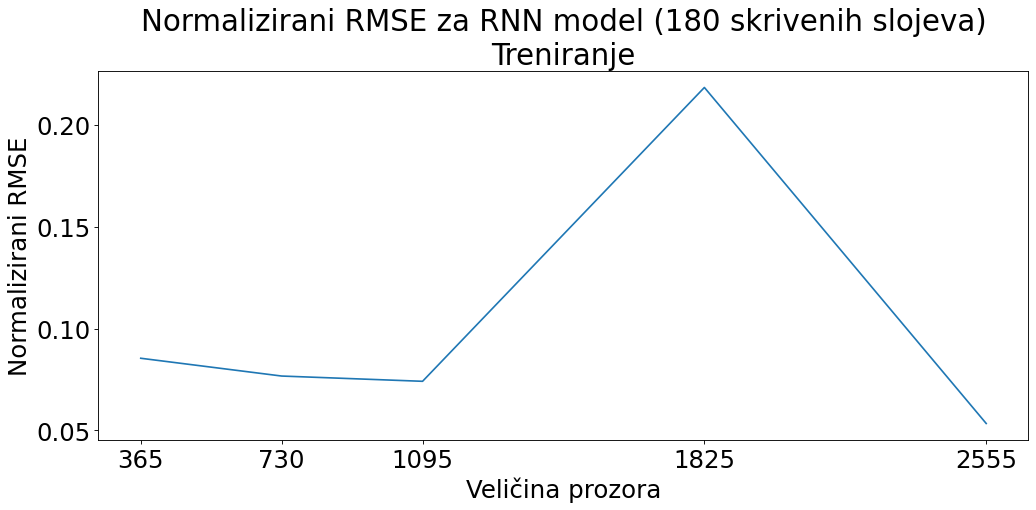 Normalizirani RMSE za RNN model (180 skrivenih slojeva)
Treniranje
Normalizirani RMSE
0.20
0.15
0.10
0.05
365 730 1095 1825 2555
Veličina prozora